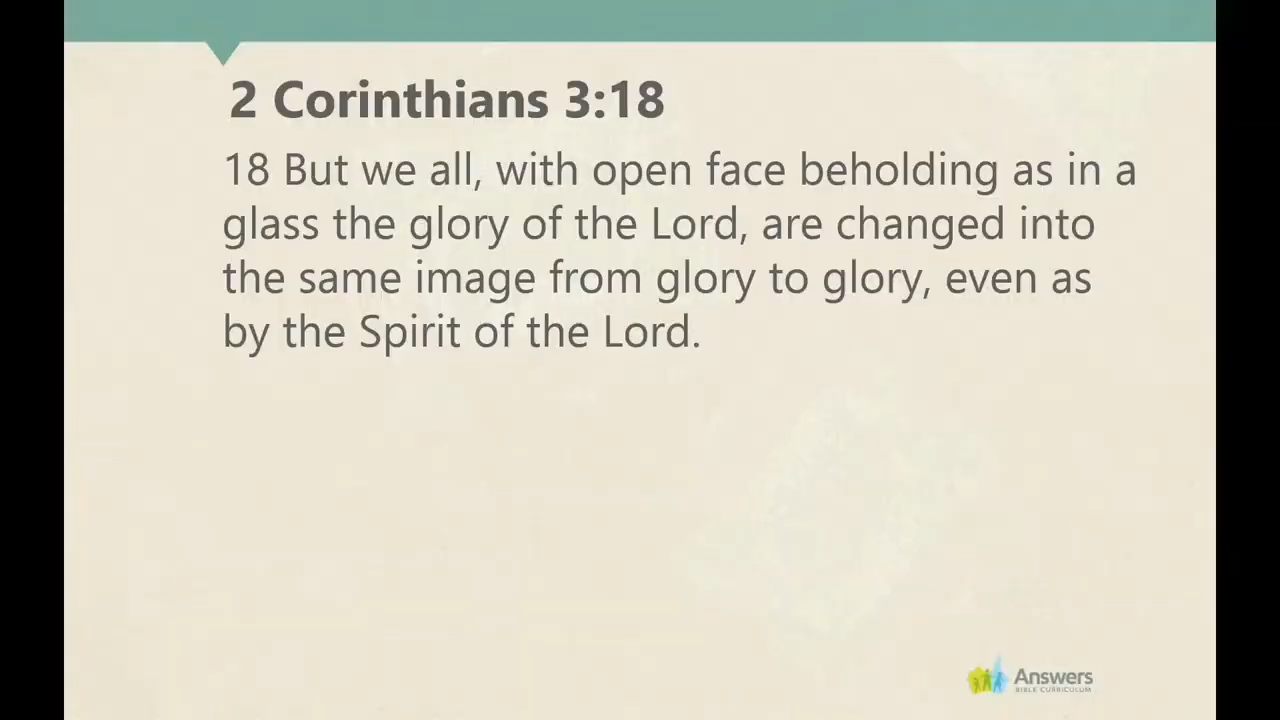 2 Corinthians 3:18
18 But we all, with open face beholding as in a
glass the glory of the Lord, are changed into
the same image from glory to glory, even as
by the Spirit of the Lord.
Answers
BIBLE CURRICULUM